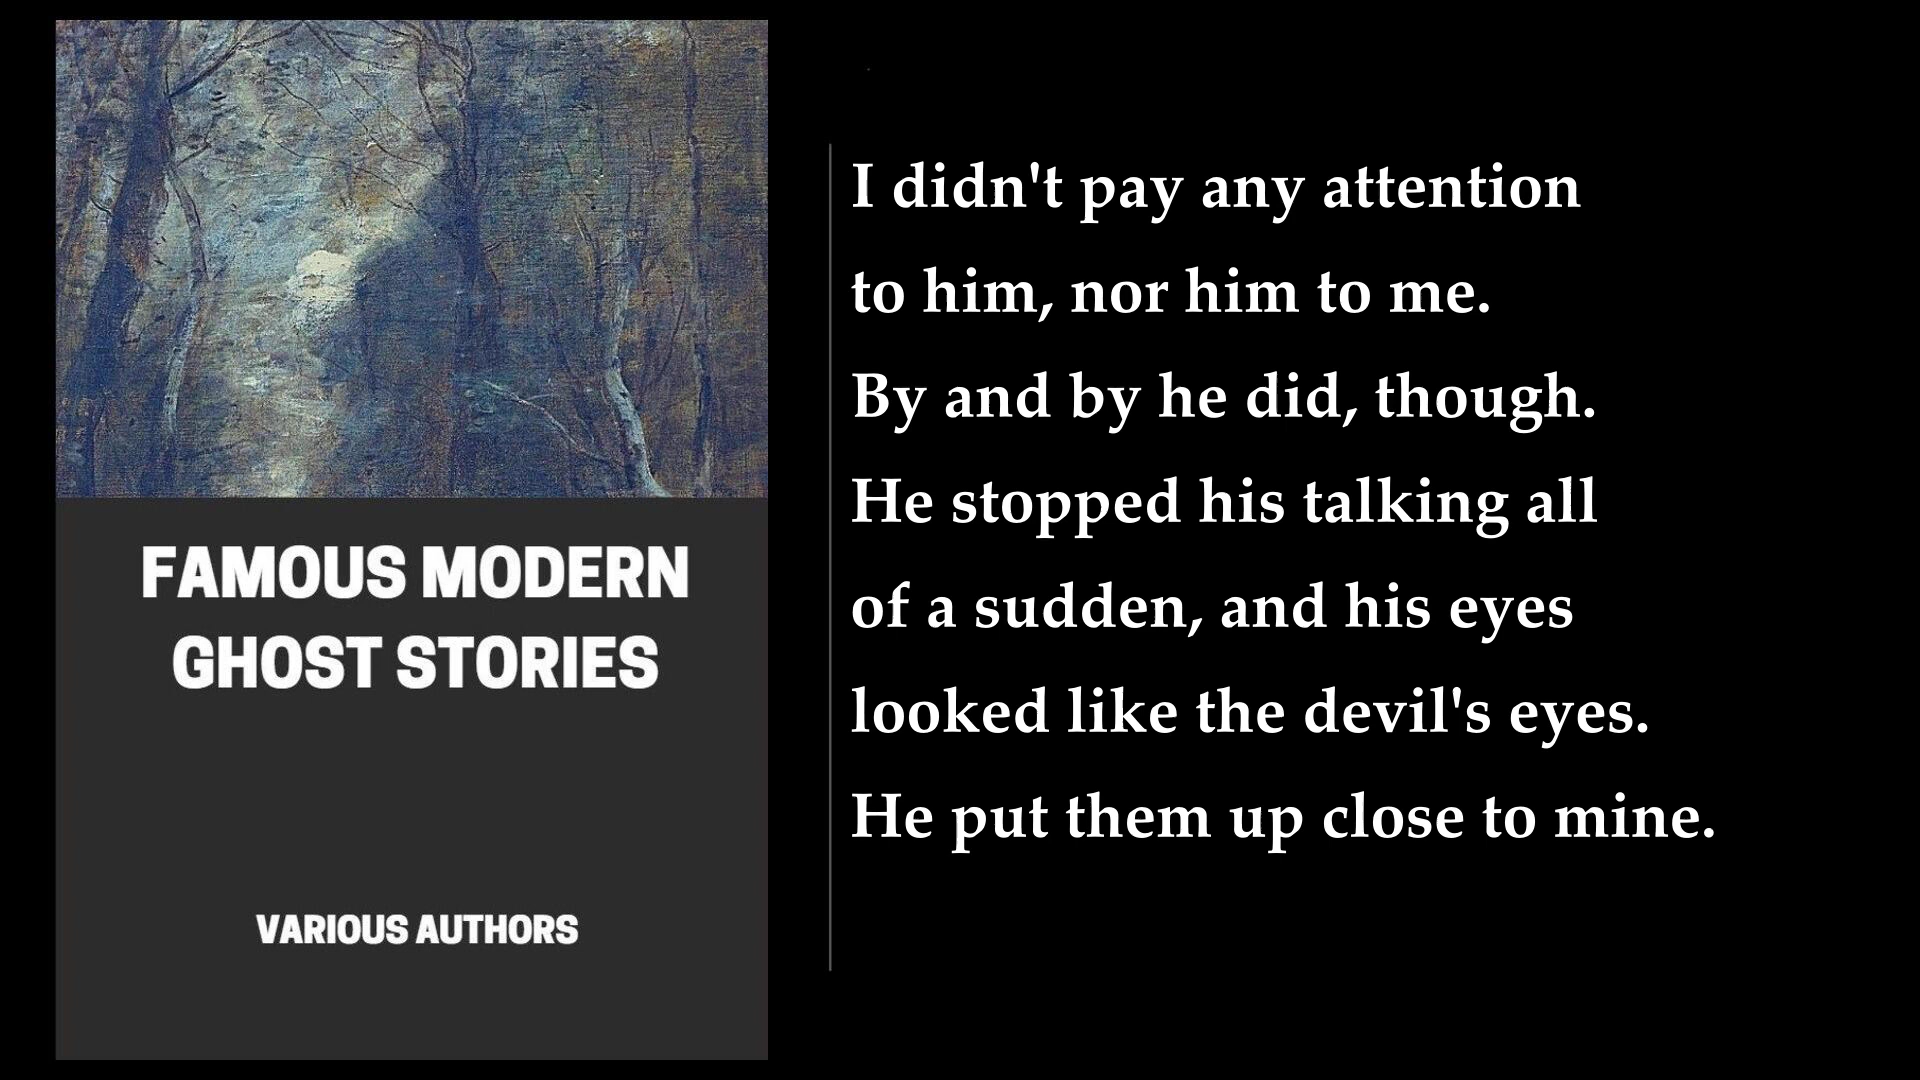 FAMOUS MODERN
GHOST STORIES
VARIOUS AUTHORS
I didn't pay any attention
to him, nor him to me.
By and by he did, though.
He stopped his talking all
of a sudden, and his eyes
looked like the devil's eyes.
He put them up close to mine.